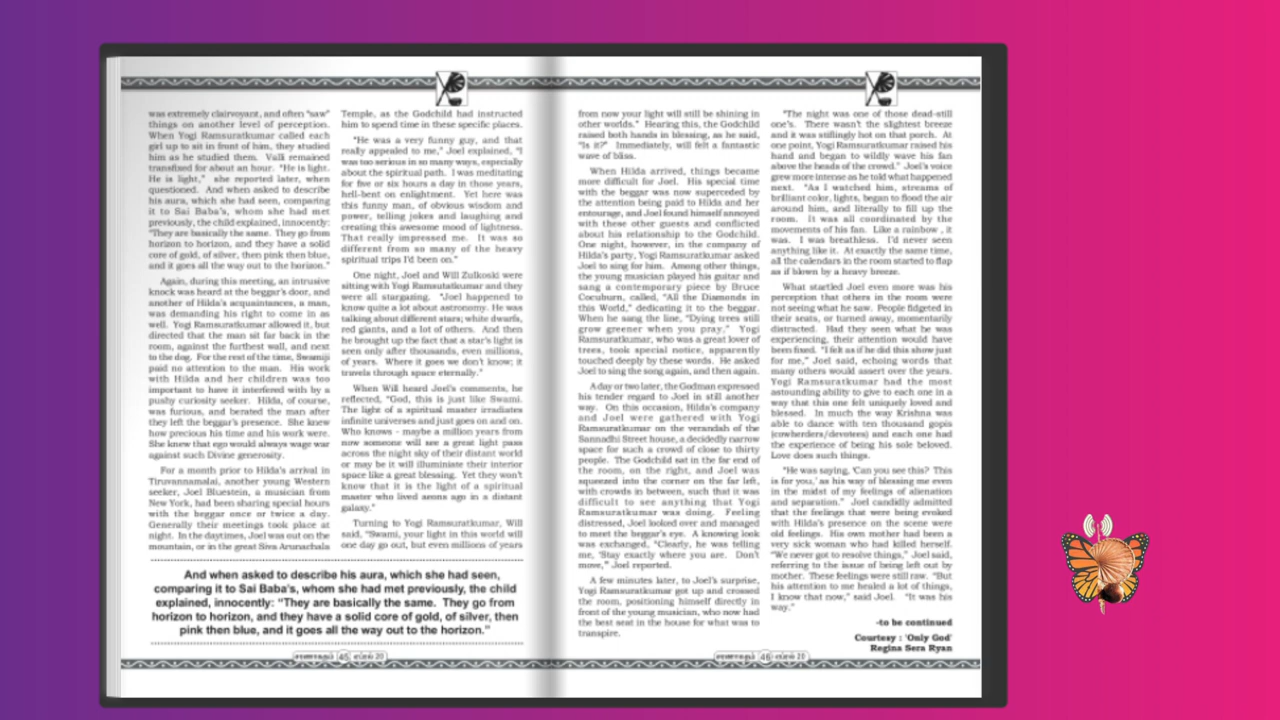 was extremely clairvoyant, and often "saw"
things on another level of perception.
When Yogi Ramsuratkumar called each
girl up to sit in front of him, they studied
him as he studied them. Valli remained
transfixed for about an hour. "He is light.
He is light," she reported later, when
questioned. And when asked to describe
his aura, which she had seen, comparing
it to Sai Baba's, whom she had met
previously, the child explained, innocently:
"They are basically the same. They go from
horizon to horizon, and they have a solid
core of gold, of silver, then pink then blue,
and it goes all the way out to the horizon."
Again, during this meeting, an intrusive
knock was heard at the beggar's door, and
another of Hilda's acquaintances, a man,
was demanding his right to come in as
well. Yogi Ramsuratkumar allowed it, but
directed that the man sit far back in the
room, against the furthest wall, and next
to the dog. For the rest of the time, Swamiji
paid no attention to the man. His work
with Hilda and her children was too
important to have it interfered with by a
pushy curiosity seeker. Hilda, of course,
was furious, and berated the man after
they left the beggar's presence. She knew
how precious his time and his work were.
She knew that ego would always wage war
against such Divine generosity.
For a month prior to Hilda's arrival in
Tiruvannamalai, another young Western
seeker, Joel Bluestein, a musician from
New York, had been sharing special hours
with the beggar once or twice a day.
Generally their meetings took place at
night. In the daytimes, Joel was out on the
mountain, or in the great Siva Arunachala
Temple, as the Godchild had instructed
him to spend time in these specific places.
"He was a very funny guy, and that
really appealed to me," Joel explained, "I
was too serious in so many ways, especially
about the spiritual path. I was meditating
for five or six hours a day in those years,
hell-bent on enlightment. Yet here was
this funny man, of obvious wisdom and
power, telling jokes and laughing and
creating this awesome mood of lightness.
That really impressed me. It was so
different from so many of the heavy
spiritual trips I'd been on."
One night, Joel and Will Zulkoski were
sitting with Yogi Ramsutatkumar and they
were all stargazing. "Joel happened to
know quite a lot about astronomy. He was
talking about different stars; white dwarfs,
red giants, and a lot of others. And then
he brought up the fact that a star's light is
seen only after thousands, even millions,
of years. Where it goes we don't know; it
travels through space eternally."
When Will heard Joel's comments, he
reflected, "God, this is just like Swami.
The light of a spiritual master irradiates
infinite universes and just goes on and on.
Who knows - maybe a million years from
now someone will see a great light pass
across the night sky of their distant world
or may be it will illuminiate their interior
space like a great blessing. Yet they won't
know that it is the light of a spiritual
master who lived aeons ago in a distant
galaxy."
Turning to Yogi Ramsuratkumar, Will
said, "Swami, your light in this world will
one day go out, but even millions of years
And when asked to describe his aura, which she had seen,
comparing it to Sai Baba's, whom she had met previously, the child
explained, innocently: "They are basically the same. They go from
horizon to horizon, and they have a solid core of gold, of silver, then
pink then blue, and it goes all the way out to the horizon."
45
from now your light will still be shining in
other worlds." Hearing this, the Godchild
raised both hands in blessing, as he said,
"Is it?" Immediately, will felt a fantastic
wave of bliss.
When Hilda arrived, things became
more difficult for Joel. His special time
with the beggar was now superceded by
the attention being paid to Hilda and her
entourage, and Joel found himself annoyed
with these other guests and conflicted
about his relationship to the Godchild.
One night, however, in the company of
Hilda's party, Yogi Ramsuratkumar asked
Joel to sing for him. Among other things,
the young musician played his guitar and
sang a contemporary piece by Bruce
Cocuburn, called, "All the Diamonds in
this World," dedicating it to the beggar.
When he sang the line, "Dying trees still
grow greener when you pray," Yogi
Ramsuratkumar, who was a great lover of
trees, took special notice, apparently
touched deeply by these words. He asked
Joel to sing the song again, and then again.
A day or two later, the Godman expressed
his tender regard to Joel in still another
way. On this occasion, Hilda's company
and Joel were gathered with Yogi
Ramsuratkumar on the verandah of the
Sannadhi Street house, a decidedly narrow
space for such a crowd of close to thirty
people. The Godchild sat in the far end of
the room, on the right, and Joel was
squeezed into the corner on the far left,
with crowds in between, such that it was
difficult to see anything that Yogi
Ramsuratkumar was doing. Feeling
distressed, Joel looked over and managed
to meet the beggar's eye. A knowing look
was exchanged, "Clearly, he was telling
me, 'Stay exactly where you are. Don't
move," Joel reported.
A few minutes later, to Joel's surprise,
Yogi Ramsuratkumar got up and crossed
the room, positioning himself directly in
front of the young musician, who now had
the best seat in the house for what was to
transpire.
"The night was one of those dead-still
one's. There wasn't the slightest breeze
and it was stiflingly hot on that porch. At
one point, Yogi Ramsuratkumar raised his
hand and began to wildly wave his fan
above the heads of the crowd." Joel's voice
grew more intense as he told what happened
next. "As I watched him, streams of
brilliant color, lights, began to flood the air
around him, and literally to fill up the
room. It was all coordinated by the
movements of his fan. Like a rainbow , it
was. I was breathless. I'd never seen
anything like it. At exactly the same time,
all the calendars in the room started to flap
as if blown by a heavy breeze.
What startled Joel even more was his
perception that others in the room were
not seeing what he saw. People fidgeted in
their seats, or turned away, momentarily
distracted. Had they seen what he was
experiencing, their attention would have
been fixed. "I felt as if he did this show just
for me," Joel said, echoing words that
many others would assert over the years.
Yogi Ramsuratkumar had the most
astounding ability to give to each one in a
way that this one felt uniquely loved and
blessed. In much the way Krishna was
able to dance with ten thousand gopis
(cowherders/devotees) and each one had
the experience of being his sole beloved.
Love does such things.
"He was saying, 'Can you see this? This
is for you,' as his way of blessing me even
in the midst of my feelings of alienation
and separation." Joel candidly admitted
that the feelings that were being evoked
with Hilda's presence on the scene were
old feelings. His own mother had been a
very sick woman who had killed herself.
"We never got to resolve things," Joel said,
referring to the issue of being left out by
mother. These feelings were still raw. "But
his attention to me healed a lot of things,
I know that now," said Joel. "It was his
way."
-to be continued
Courtesy : 'Only God'
Regina Sera Ryan
46